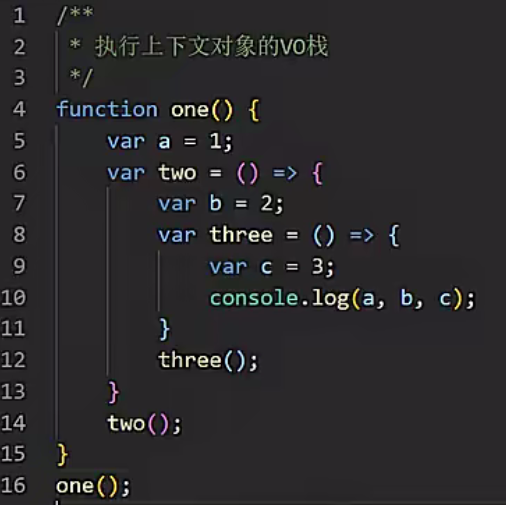 1 /**
2  * 执行上下文对象的VO栈
3  */
4 function one() {
5     var a = 1;
6     var two = () => {
7         var b = 2;
8         var three = () => {
9             var c = 3;
10             console.log(a, b, c);
11         }
12         three();
13     }
14     two();
15 }
16 one();